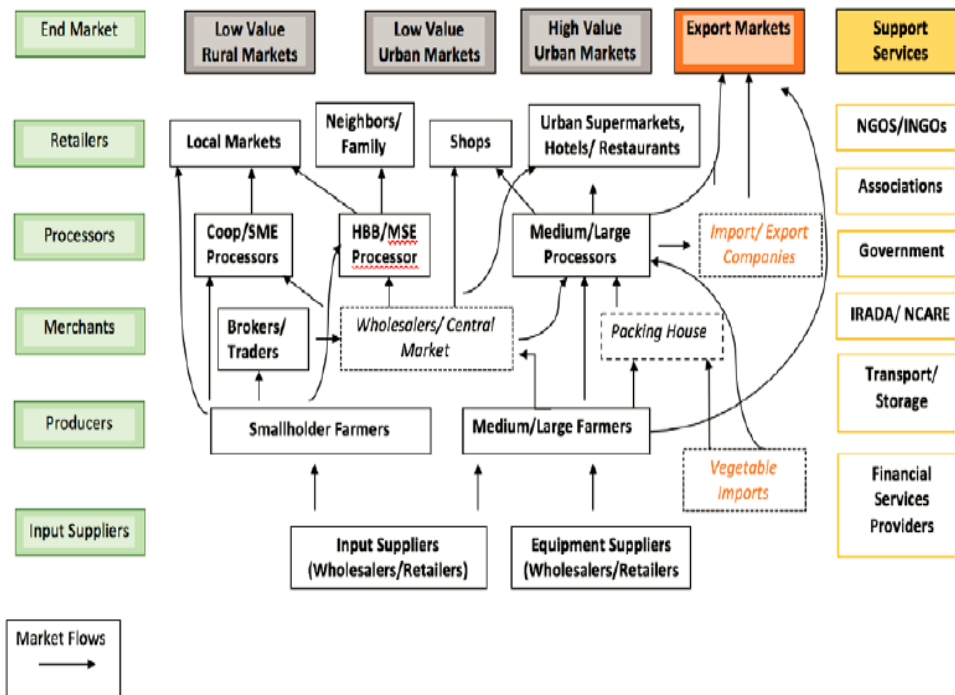 End Market
Low Value
Rural Markets
Low Value
Urban Markets
High Value
Urban Markets
Export Markets
Support
Services
Retailers
Local Markets
Neighbors/
Family
Shops
Urban Supermarkets,
Hotels/ Restaurants
NGOS/INGOs
Associations
Processors
Coop/SME
Processors
HBB/MSE
Processor
Medium/Large
Processors
Import/ Export
Companies
Government
Merchants
Brokers/
Traders
Wholesalers/ Central
Market
Packing House
IRADA/ NCARE
Transport/
Storage
Producers
Smallholder Farmers
Medium/Large Farmers
Vegetable
Imports
Financial
Services
Providers
Input Suppliers
Input Suppliers
(Wholesalers/Retailers)
Equipment Suppliers
(Wholesalers/Retailers
Market Flows